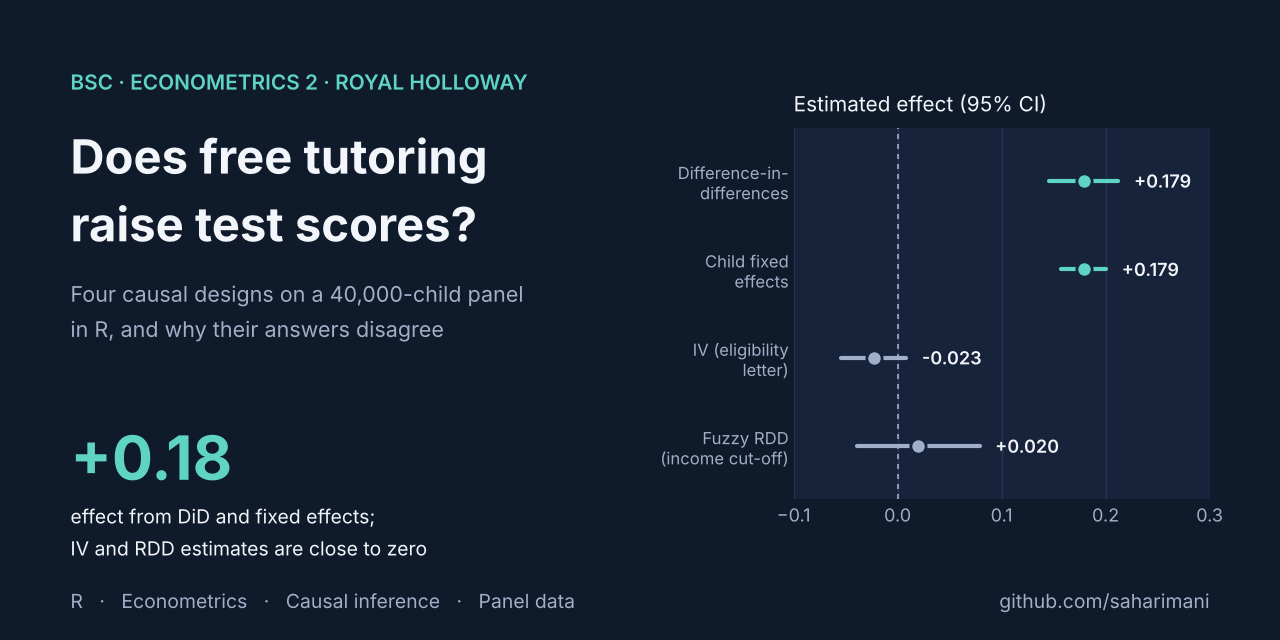 BSC · ECONOMETRICS 2 · ROYAL HOLLOWAY
Does free tutoring
raise test scores?
Four causal designs on a 40,000-child panel
in R, and why their answers disagree
+0.18
effect from DiD and fixed effects;
IV and RDD estimates are close to zero
Estimated effect (95% CI)
Difference-in-
differences
+0.179
Child fixed
effects
+0.179
IV (eligibility
letter)
-0.023
Fuzzy RDD
(income cut-off)
+0.020
−0.1 0.0 0.1 0.2 0.3
R · Econometrics · Causal inference · Panel data
github.com/saharimani